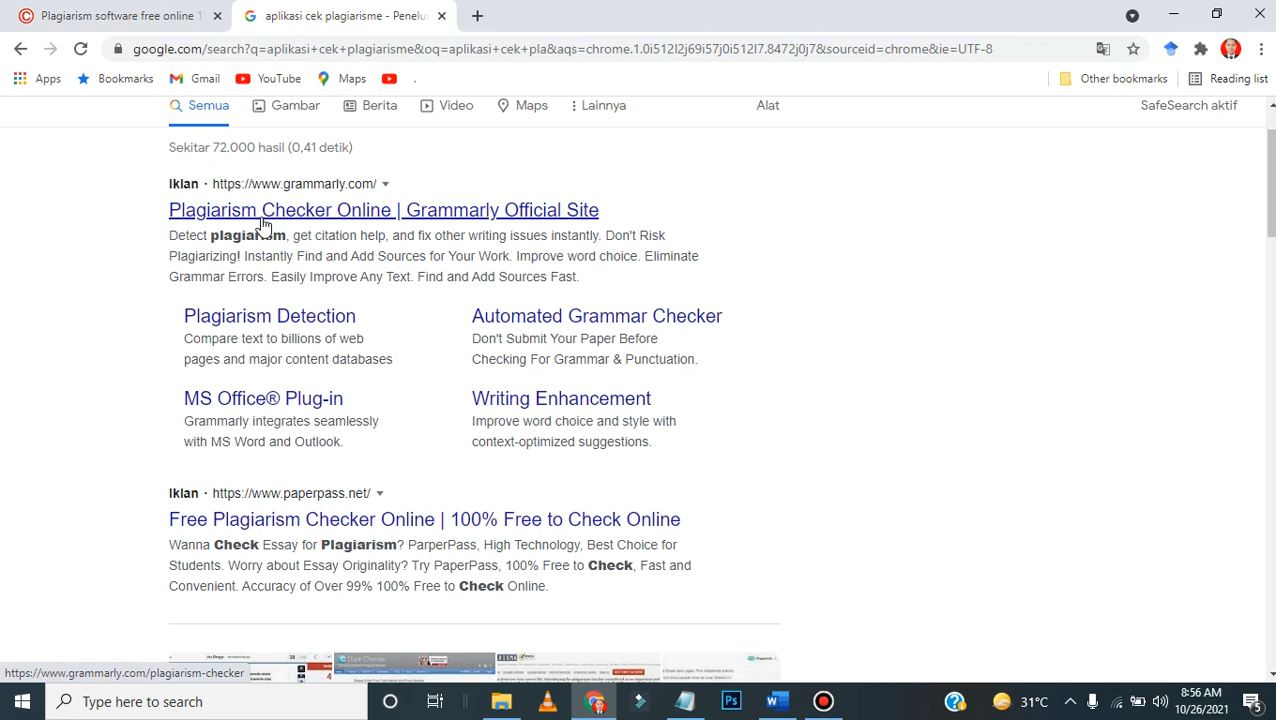 Plagiarism software free online 1
aplikasi cek plagiarisme - Penelus
google.com/search?q=aplikasi+cek+plagiarisme&oq=aplikasi+cek+pla&aqs=chrome.1.0i512l2j69i57j0i512l7.8472j0j7&sourceid=chrome&ie=UTF-8
Apps Bookmarks Gmail YouTube Maps . Other bookmarks Reading list
Semua Gambar Berita Video Maps Lainnya Alat SafeSearch aktif
Sekitar 72.000 hasil (0,41 detik)
Iklan · https://www.grammarly.com/
Plagiarism Checker Online | Grammarly Official Site
Detect plagiarism, get citation help, and fix other writing issues instantly. Don't Risk
Plagiarizing! Instantly Find and Add Sources for Your Work. Improve word choice. Eliminate
Grammar Errors. Easily Improve Any Text. Find and Add Sources Fast.
Plagiarism Detection
Compare text to billions of web
pages and major content databases
Automated Grammar Checker
Don't Submit Your Paper Before
Checking For Grammar & Punctuation.
MS Office® Plug-in
Grammarly integrates seamlessly
with MS Word and Outlook.
Writing Enhancement
Improve word choice and style with
context-optimized suggestions.
Iklan · https://www.paperpass.net/
Free Plagiarism Checker Online | 100% Free to Check Online
Wanna Check Essay for Plagiarism? ParperPass, High Technology, Best Choice for
Students. Worry about Essay Originality? Try PaperPass, 100% Free to Check, Fast and
Convenient. Accuracy of Over 99% 100% Free to Check Online.
https://www.grammarly.com/plagiarism-checker
Type here to search
Ps
31°C
8:56 AM
10/26/2021
5